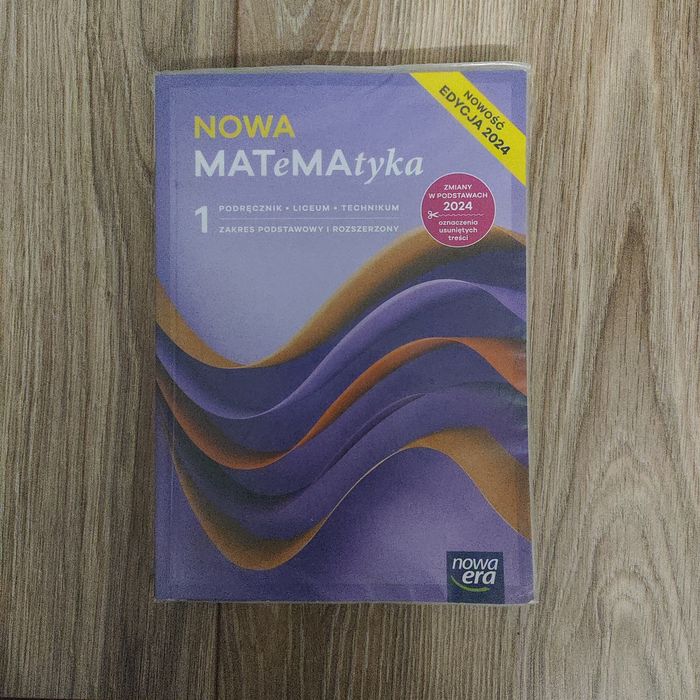 NOWOŚĆ
EDYCJA 2024
NOWA
MATeMAtyka
1
PODRĘCZNIK • LICEUM • TECHNIKUM
ZAKRES PODSTAWOWY I ROZSZERZONY
ZMIANY
W PODSTAWACH
2024
oznaczenia
usuniętych
treści
nowa
era